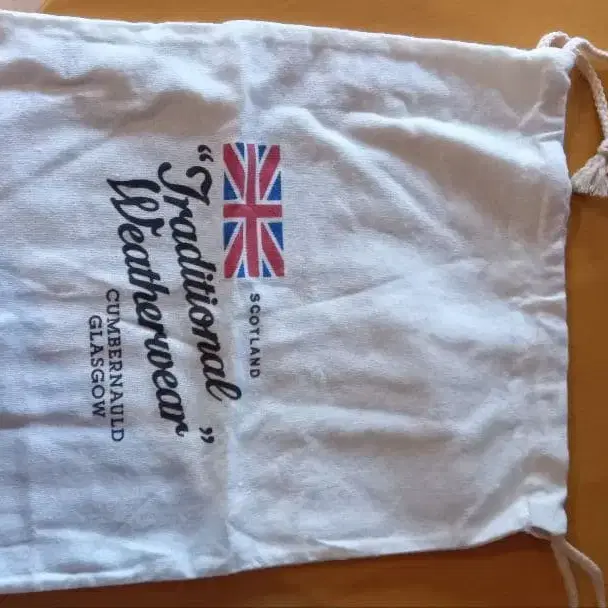 SCOTLAND
“Traditional
Weatherwear”
CUMBERNAULD
GLASGOW